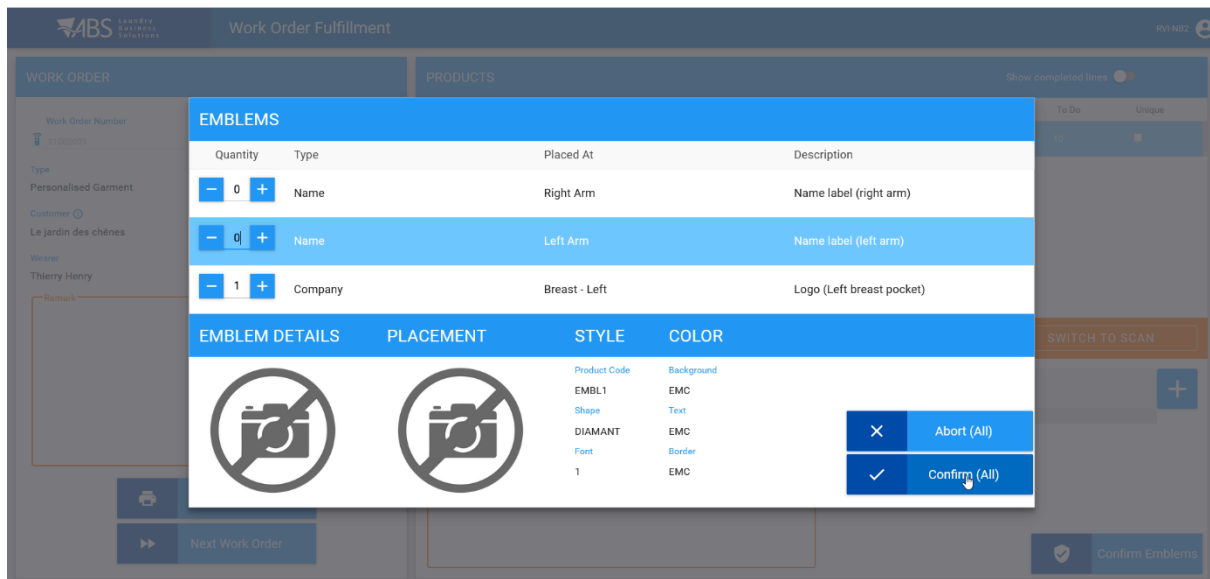 ABS Laundry Business Solutions
Work Order Fulfillment
RVI-NB2
WORK ORDER
PRODUCTS
Show completed lines
Work Order Number
To Do
Unique
10
Type
Personalised Garment
Customer
Le jardin des chênes
Wearer
Thierry Henry
Remark
EMBLEMS
Quantity Type Placed At Description
0 Name Right Arm Name label (right arm)
0 Name Left Arm Name label (left arm)
1 Company Breast - Left Logo (Left breast pocket)
EMBLEM DETAILS PLACEMENT STYLE COLOR
Product Code Background
EMBL1 EMC
Shape Text
DIAMANT EMC
Font Border
1 EMC
Abort (All)
Confirm (All)
SWITCH TO SCAN
Next Work Order
Confirm Emblems